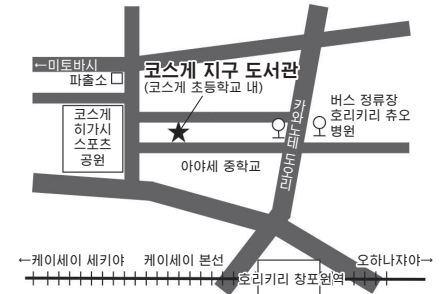 ←미토바시
파출소
코스게 지구 도서관
(코스게 초등학교 내)
코스게
히가시
스포츠
공원
카와노테 도오리
버스 정류장
호리키리 츄오
병원
아야세 중학교
←케이세이 세키야
케이세이 본선
호리키리 창포원역
오하나쟈야→